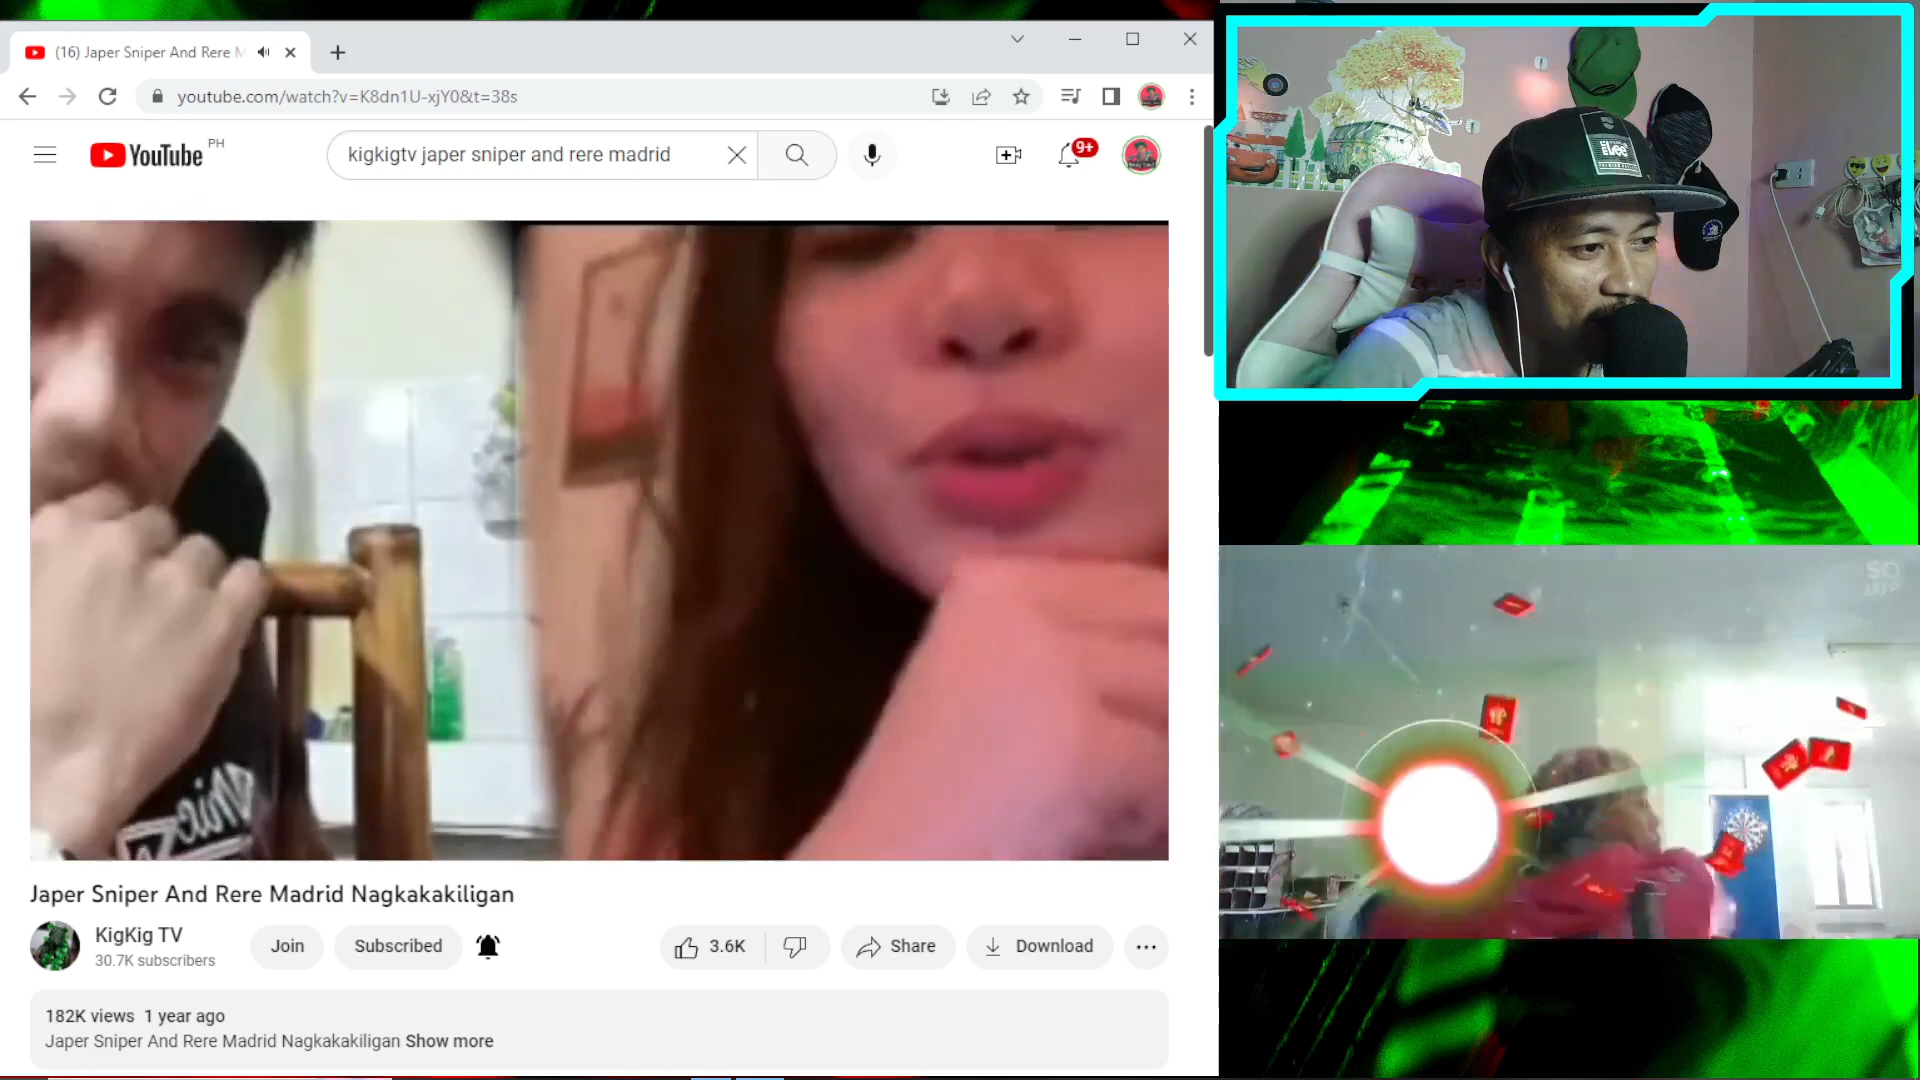 (16) Japer Sniper And Rere M
youtube.com/watch?v=K8dn1U-xjY0&t=38s
YouTube PH
kigkigtv japer sniper and rere madrid
9+
Japer Sniper And Rere Madrid Nagkakakiligan
KigKig TV
30.7K subscribers
Join
Subscribed
3.6K
Share
Download
182K views 1 year ago
Japer Sniper And Rere Madrid Nagkakakiligan Show more